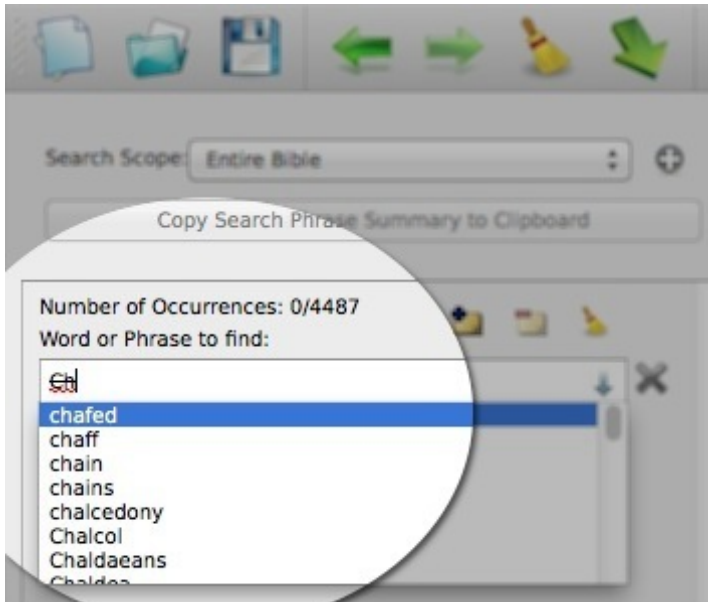 Search Scope: Entire Bible
Copy Search Phrase Summary to Clipboard
Number of Occurrences: 0/4487
Word or Phrase to find:
Ch
chafed
chaff
chain
chains
chalcedony
Chalcol
Chaldaeans
Chaldea